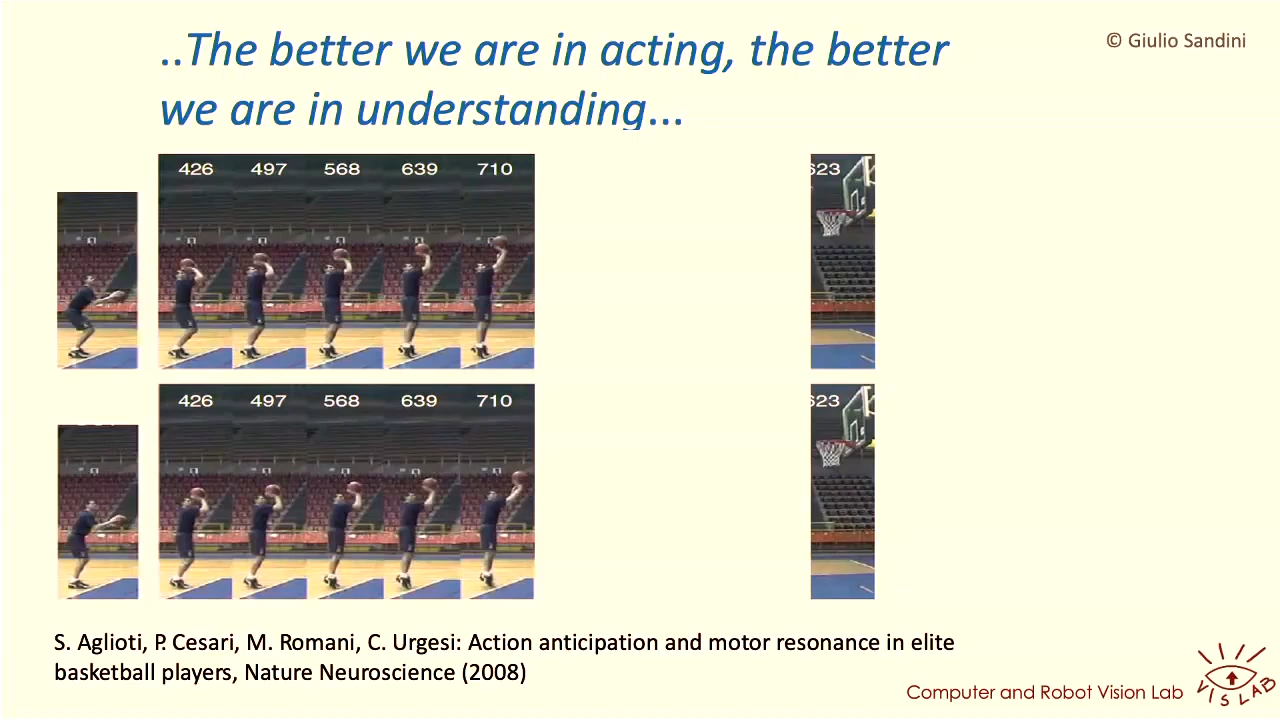 ..The better we are in acting, the better
we are in understanding...
© Giulio Sandini
426 497 568 639 710
623
426 497 568 639 710
623
S. Aglioti, P. Cesari, M. Romani, C. Urgesi: Action anticipation and motor resonance in elite
basketball players, Nature Neuroscience (2008)
Computer and Robot Vision Lab
VISLAB